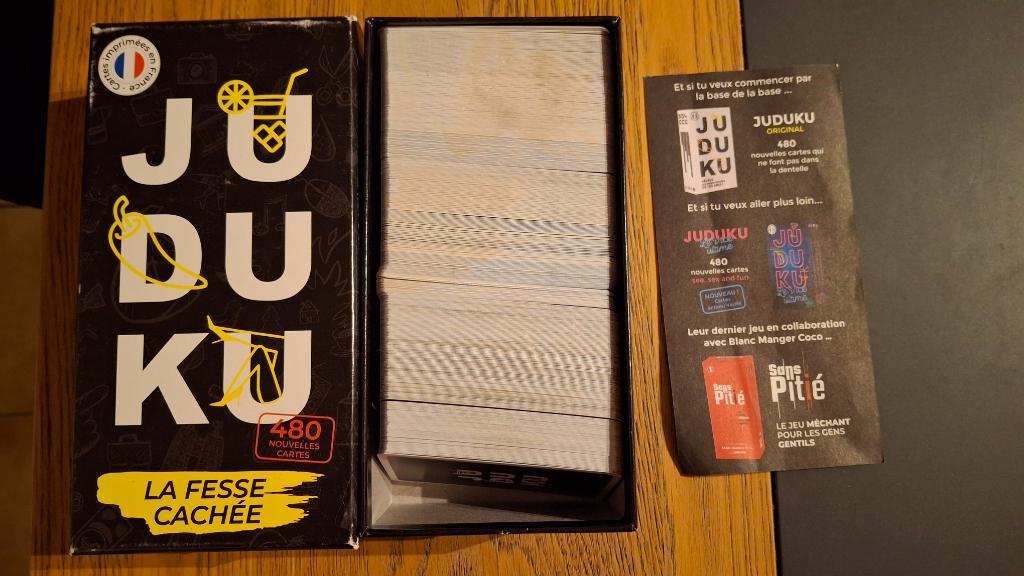 Cartes imprimées en France
JU
DU
KU
480
NOUVELLES
CARTES
LA FESSE
CACHÉE
Et si tu veux commencer par
la base de la base ...
JU
DU
KU
JUDUKU
ORIGINAL
480
nouvelles cartes qui
ne font pas dans
la dentelle
Et si tu veux aller plus loin...
JUDUKU
480
nouvelles cartes
see, sex and fun
NOUVEAU !
Cartes
JU
DU
KU
Leur dernier jeu en collaboration
avec Blanc Manger Coco ...
Sans
Pitié
Sans
Pitié
LE JEU MÉCHANT
POUR LES GENS
GENTILS